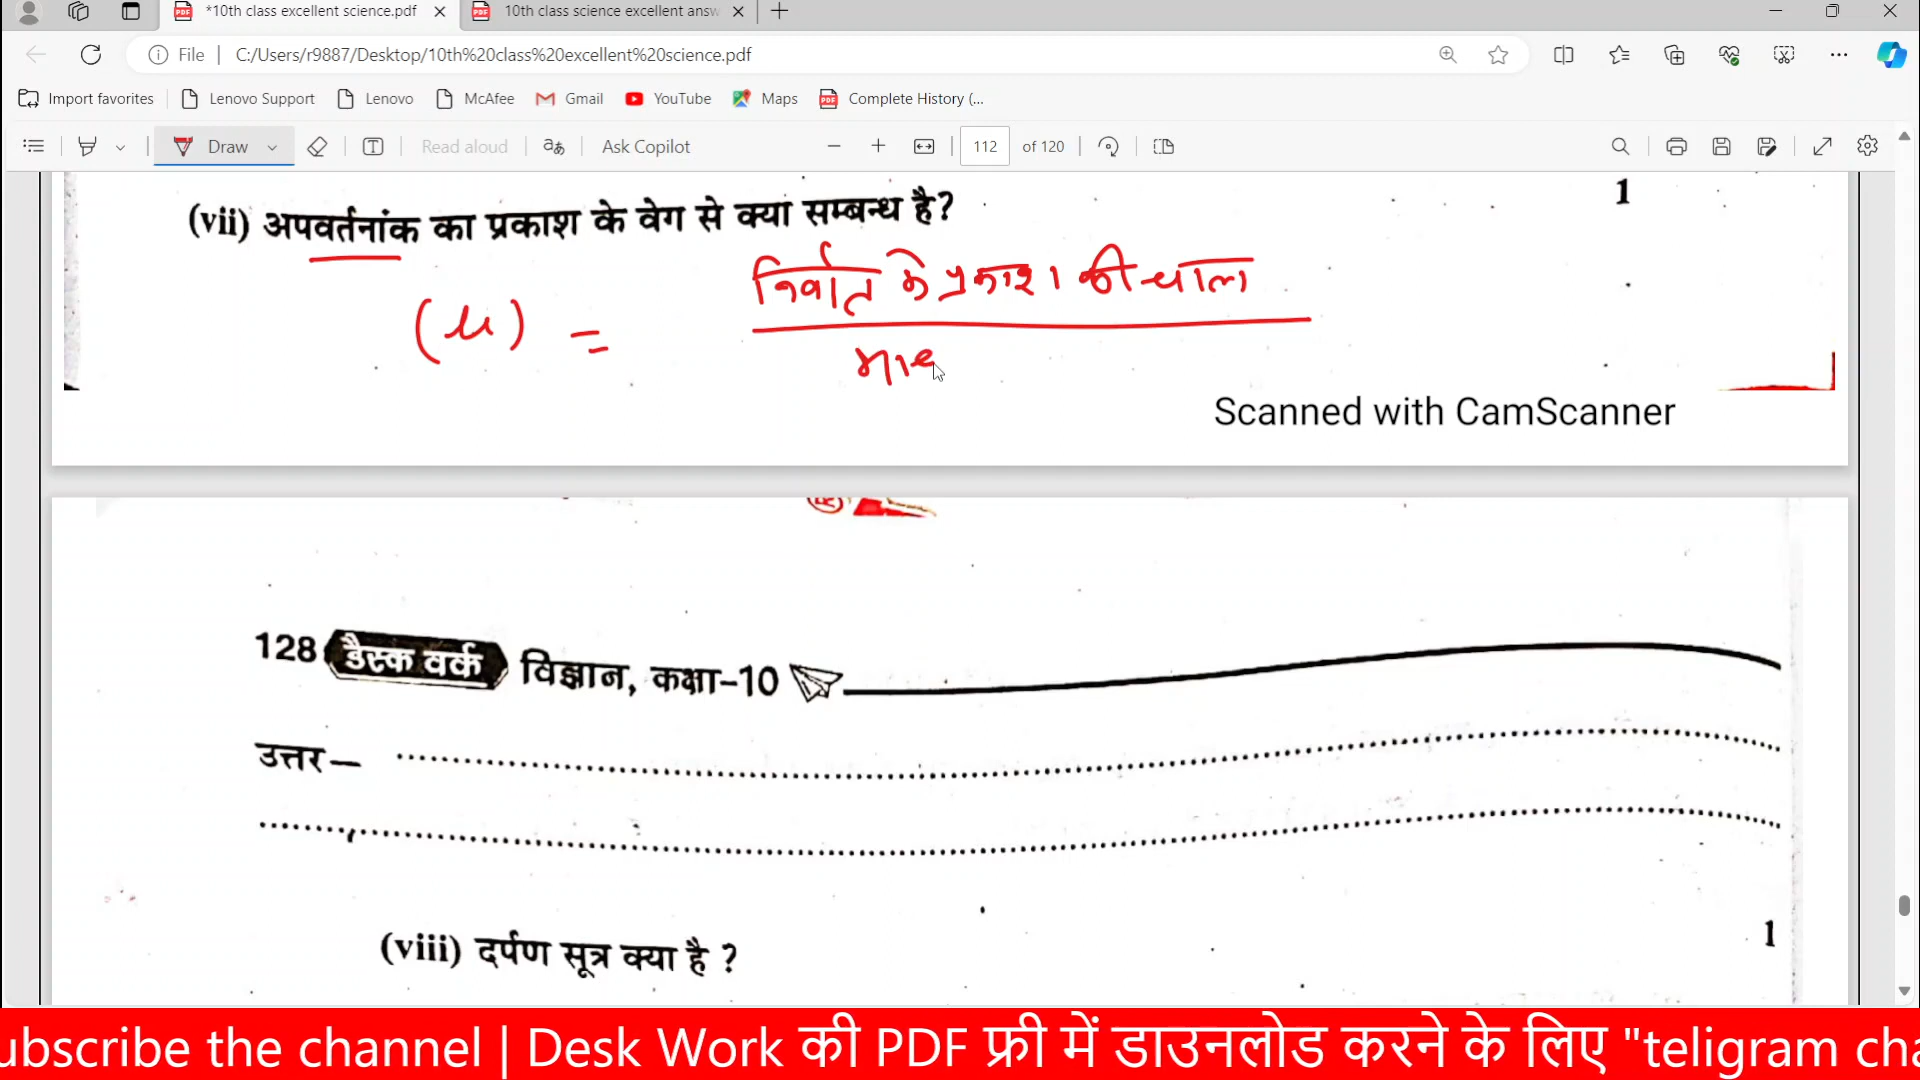 *10th class excellent science.pdf
10th class science excellent answ
File
C:/Users/r9887/Desktop/10th%20class%20excellent%20science.pdf
Import favorites
Lenovo Support
Lenovo
McAfee
Gmail
YouTube
Maps
Complete History (...
Draw
Read aloud
Ask Copilot
112 of 120
(vii) अपवर्तनांक का प्रकाश के वेग से क्या सम्बन्ध है? 1
निर्वात के प्रकाश की चाल
(μ) =
माध
Scanned with CamScanner
128 डैस्क वर्क विज्ञान, कक्षा-10
उत्तर—
(viii) दर्पण सूत्र क्या है ? 1
ubscribe the channel | Desk Work की PDF फ्री में डाउनलोड करने के लिए "teligram cha